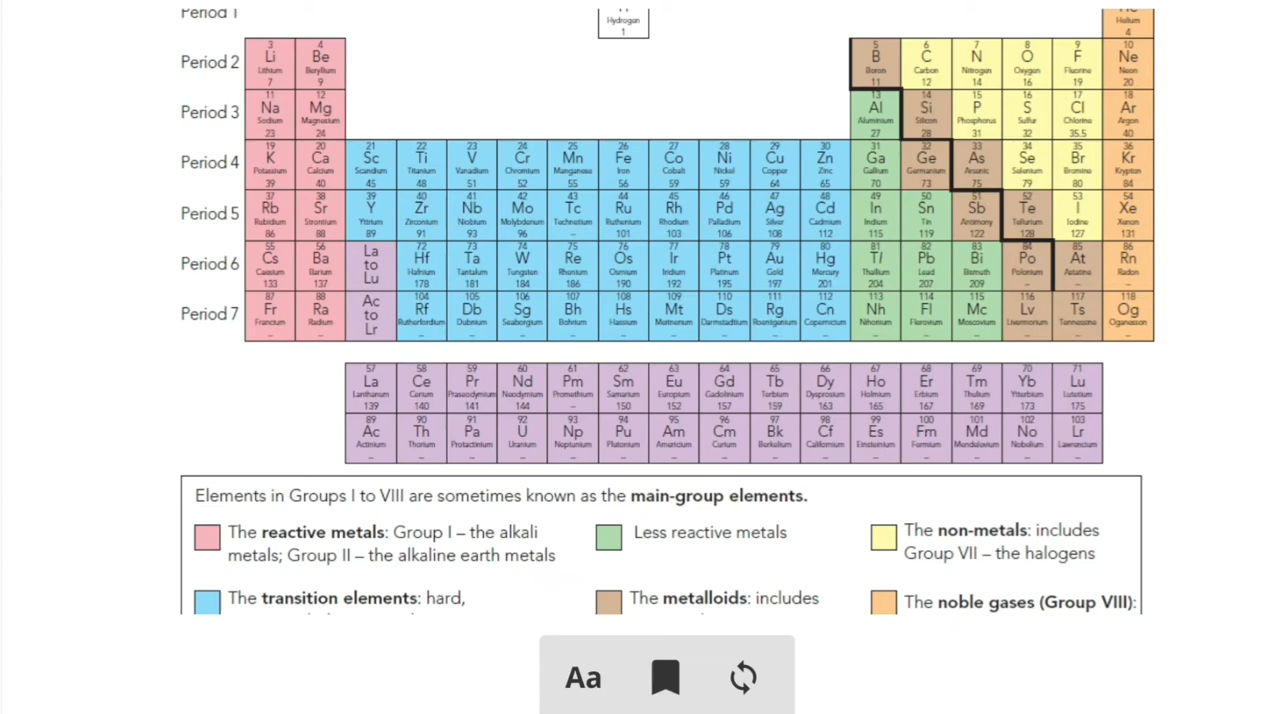 Period 1
Hydrogen
Helium
1
4
3 4 5 6 7 8 9 10
Period 2 Li Be B C N O F Ne
Lithium Beryllium Boron Carbon Nitrogen Oxygen Fluorine Neon
7 9 11 12 14 16 19 20
11 12 13 14 15 16 17 18
Period 3 Na Mg Al Si P S Cl Ar
Sodium Magnesium Aluminium Silicon Phosphorus Sulfur Chlorine Argon
23 24 27 28 31 32 35.5 40
19 20 21 22 23 24 25 26 27 28 29 30 31 32 33 34 35 36
Period 4 K Ca Sc Ti V Cr Mn Fe Co Ni Cu Zn Ga Ge As Se Br Kr
Potassium Calcium Scandium Titanium Vanadium Chromium Manganese Iron Cobalt Nickel Copper Zinc Gallium Germanium Arsenic Selenium Bromine Krypton
39 40 45 48 51 52 55 56 59 59 64 65 70 73 75 79 80 84
37 38 39 40 41 42 43 44 45 46 47 48 49 50 51 52 53 54
Period 5 Rb Sr Y Zr Nb Mo Tc Ru Rh Pd Ag Cd In Sn Sb Te I Xe
Rubidium Strontium Yttrium Zirconium Niobium Molybdenum Technetium Ruthenium Rhodium Palladium Silver Cadmium Indium Tin Antimony Tellurium Iodine Xenon
86 88 89 91 93 96 – 101 103 106 108 112 115 119 122 128 127 131
55 56 La 72 73 74 75 76 77 78 79 80 81 82 83 84 85 86
Period 6 Cs Ba to Hf Ta W Re Os Ir Pt Au Hg Tl Pb Bi Po At Rn
Caesium Barium Lu Hafnium Tantalum Tungsten Rhenium Osmium Iridium Platinum Gold Mercury Thallium Lead Bismuth Polonium Astatine Radon
133 137 178 181 184 186 190 192 195 197 201 204 207 209 – – –
87 88 Ac 104 105 106 107 108 109 110 111 112 113 114 115 116 117 118
Period 7 Fr Ra to Rf Db Sg Bh Hs Mt Ds Rg Cn Nh Fl Mc Lv Ts Og
Francium Radium Lr Rutherfordium Dubnium Seaborgium Bohrium Hassium Meitnerium Darmstadtium Roentgenium Copernicium Nihonium Flerovium Moscovium Livermorium Tennessine Oganesson
– – – – – – – – – – – – – – – – –
57 58 59 60 61 62 63 64 65 66 67 68 69 70 71
La Ce Pr Nd Pm Sm Eu Gd Tb Dy Ho Er Tm Yb Lu
Lanthanum Cerium Praseodymium Neodymium Promethium Samarium Europium Gadolinium Terbium Dysprosium Holmium Erbium Thulium Ytterbium Lutetium
139 140 141 144 – 150 152 157 159 163 165 167 169 173 175
89 90 91 92 93 94 95 96 97 98 99 100 101 102 103
Ac Th Pa U Np Pu Am Cm Bk Cf Es Fm Md No Lr
Actinium Thorium Protactinium Uranium Neptunium Plutonium Americium Curium Berkelium Californium Einsteinium Fermium Mendelevium Nobelium Lawrencium
– – – – – – – – – – – – – – –
Elements in Groups I to VIII are sometimes known as the main-group elements.
The reactive metals: Group I – the alkali
metals; Group II – the alkaline earth metals
Less reactive metals
The non-metals: includes
Group VII – the halogens
The transition elements: hard,
The metalloids: includes
The noble gases (Group VIII):
Aa